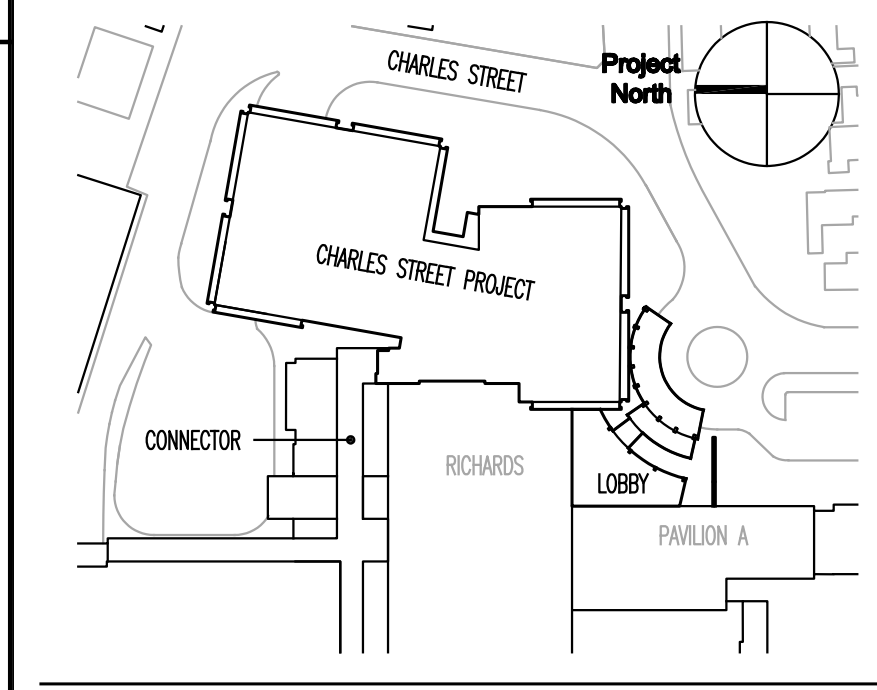 CHARLES STREET
Project
North
CHARLES STREET PROJECT
CONNECTOR
RICHARDS
LOBBY
PAVILION A